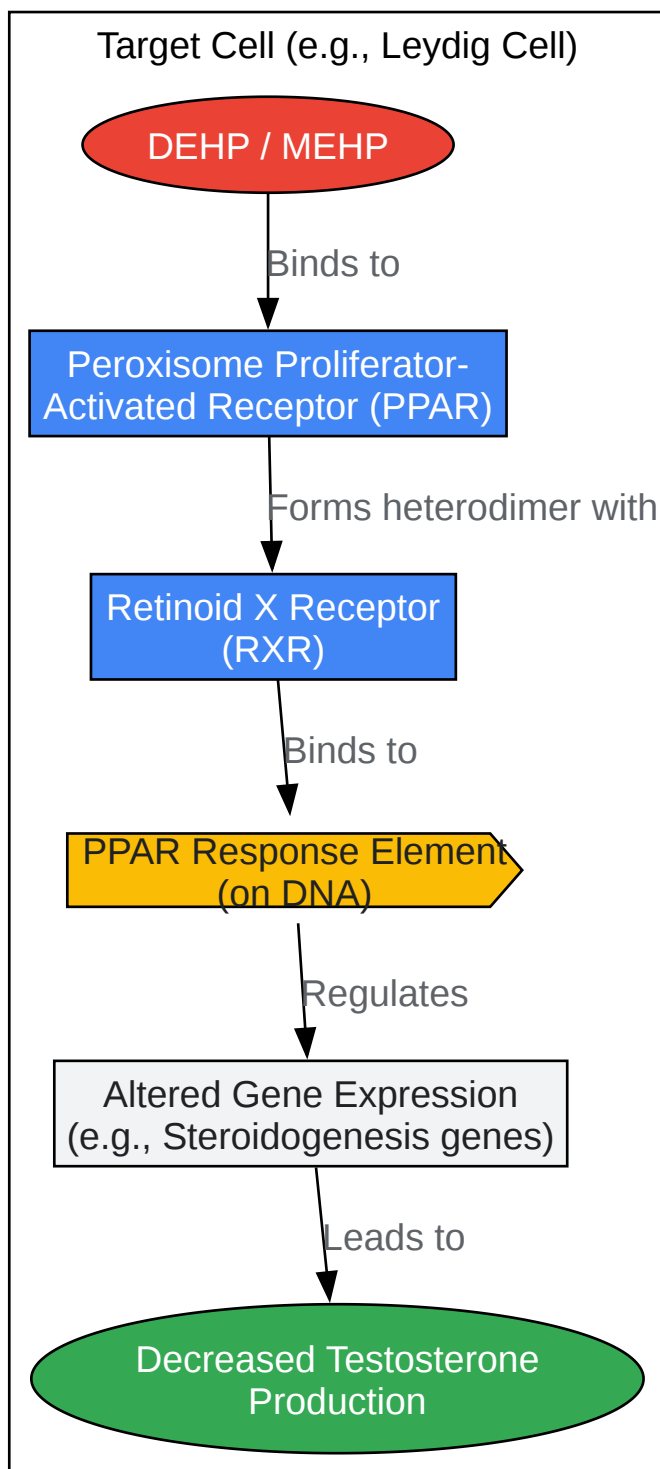 Target Cell (e.g., Leydig Cell)
DEHP / MEHP
Binds to
Peroxisome Proliferator-
Activated Receptor (PPAR)
Forms heterodimer with
Retinoid X Receptor
(RXR)
Binds to
PPAR Response Element
(on DNA)
Regulates
Altered Gene Expression
(e.g., Steroidogenesis genes)
Leads to
Decreased Testosterone
Production